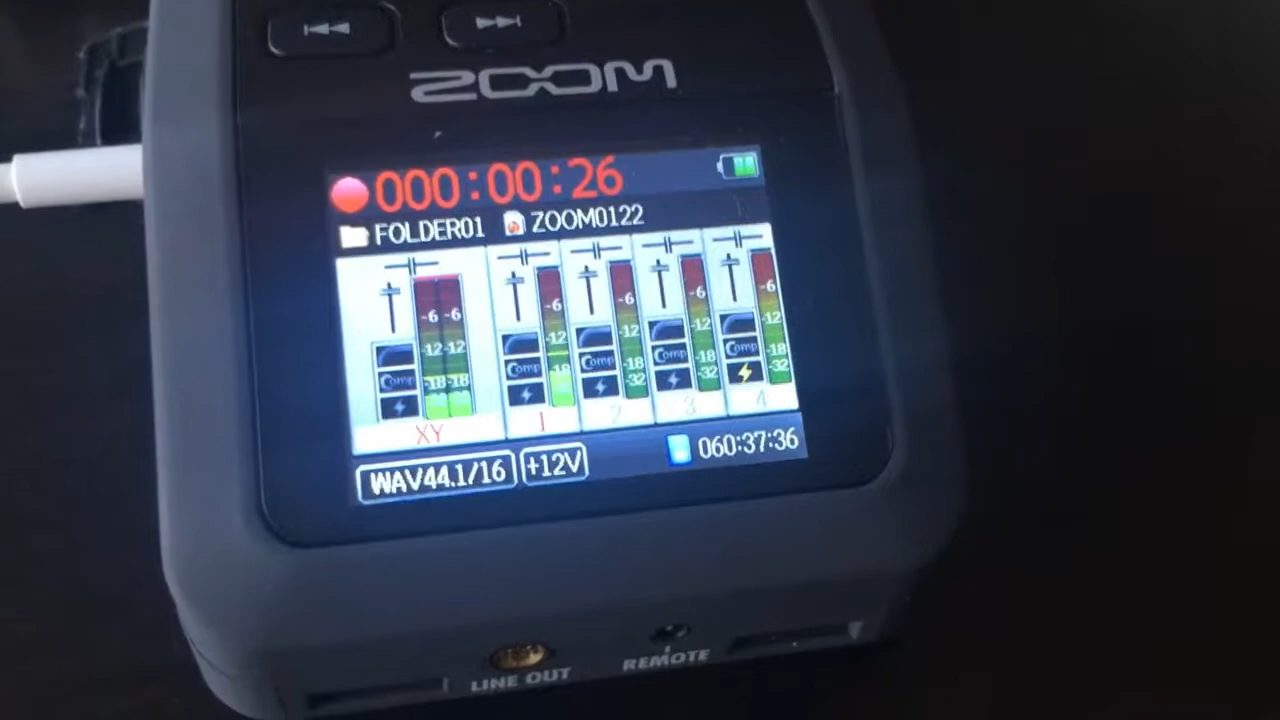 ZOOM
000:00:26
FOLDER01 ZOOM0122
-6 -6 -6 -6 -6 -6
-12 -12 -12 -12 -12 -12
Comp Comp Comp Comp Comp
-18 -18 -18 -18 -18 -18
-32 -32 -32
XY 1 2 3 4
WAV44.1/16 +12V 060:37:36
LINE OUT REMOTE